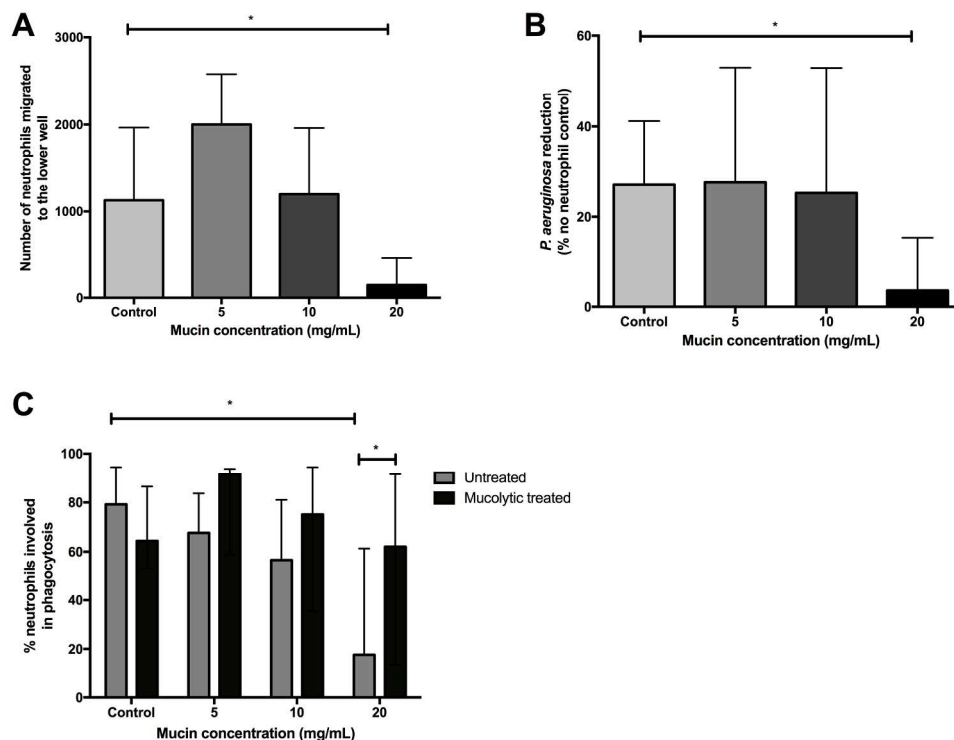 A
*
3000
2000
1000
0
Number of neutrophils migrated
to the lower well
Control 5 10 20
Mucin concentration (mg/mL)
B
*
60
40
20
0
P. aeruginosa reduction
(% no neutrophil control)
Control 5 10 20
Mucin concentration (mg/mL)
C
*
*
100
80
60
40
20
0
% neutrophils involved
in phagocytosis
Control 5 10 20
Mucin concentration (mg/mL)
Untreated
Mucolytic treated